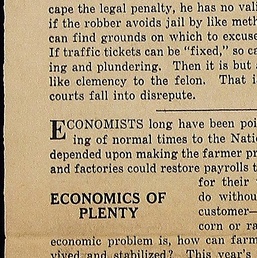 cape the legal penalty, he has no vali
if the robber avoids jail by like meth
can find grounds on which to excuse
If traffic tickets can be "fixed," so ca
ing and plundering. Then it is but a
like clemency to the felon. That i
courts fall into disrepute.
ECONOMISTS long have been poi
ing of normal times to the Natio
depended upon making the farmer pr
and factories could restore payrolls t
for their
ECONOMICS OF
PLENTY
do withou
customer—
corn or ra
economic problem is, how can farm
vived and stabilized? This year's